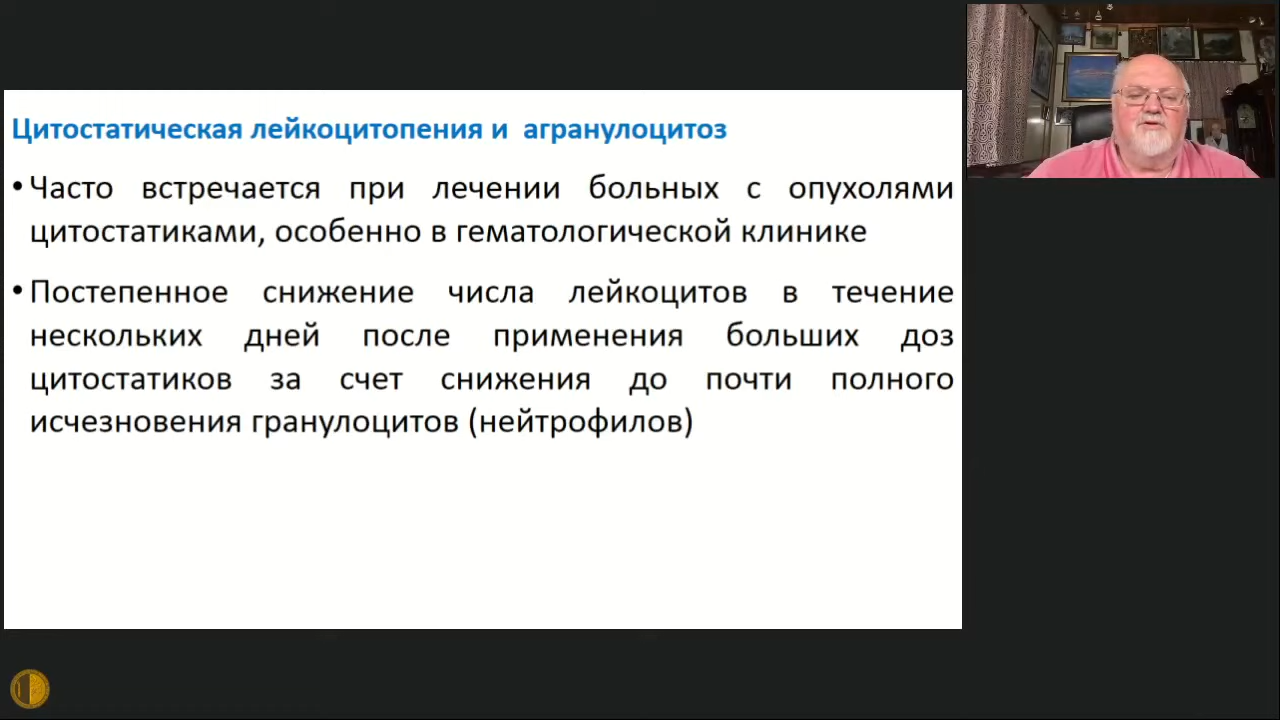 Цитостатическая лейкоцитопения и агранулоцитоз
• Часто встречается при лечении больных с опухолями
цитостатиками, особенно в гематологической клинике
• Постепенное снижение числа лейкоцитов в течение
нескольких дней после применения больших доз
цитостатиков за счет снижения до почти полного
исчезновения гранулоцитов (нейтрофилов)